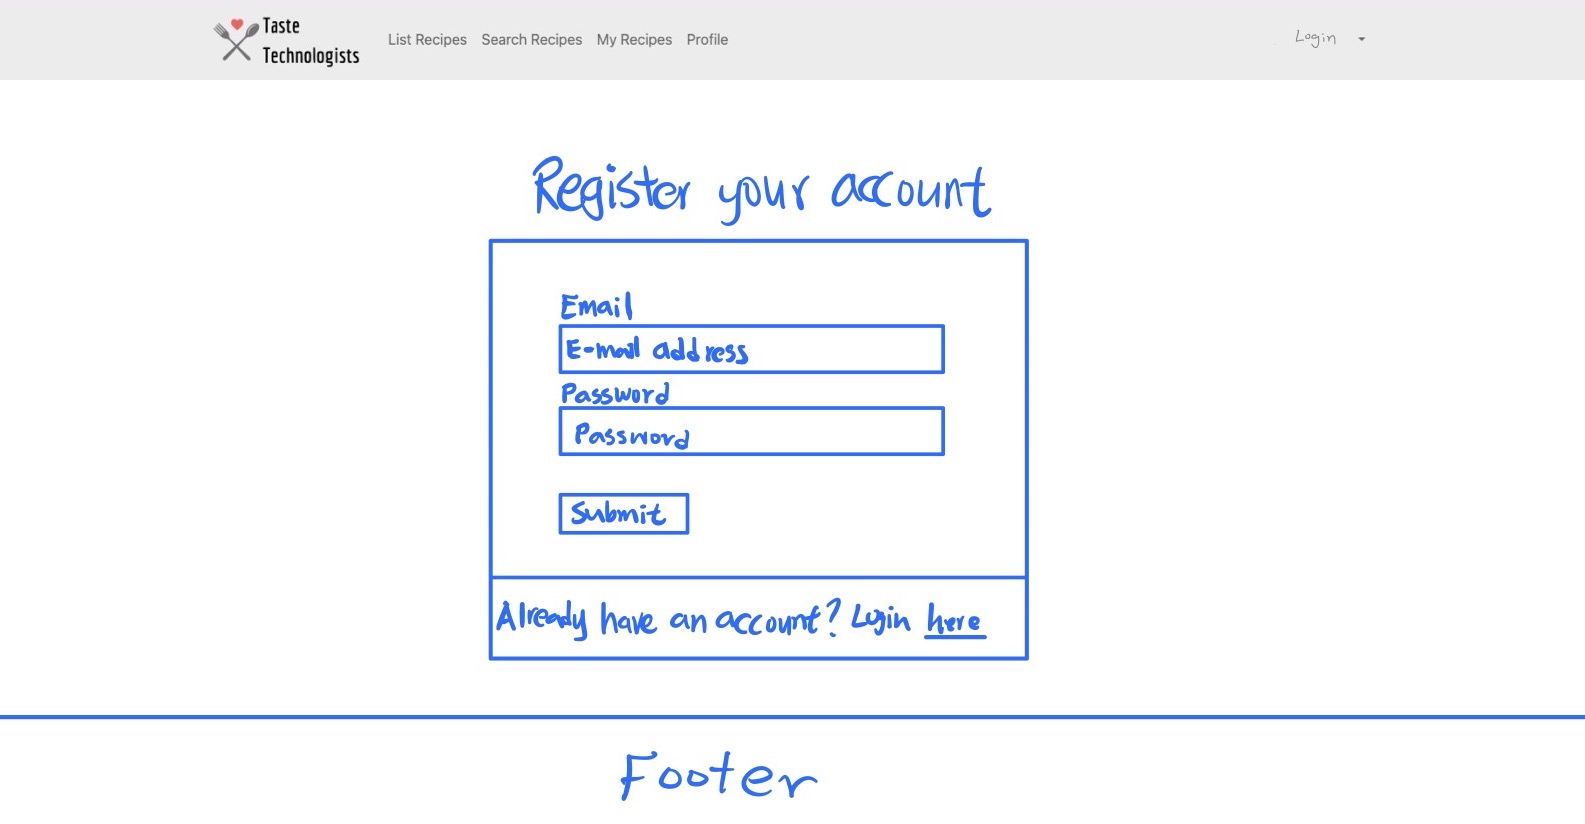 Taste
Technologists
List Recipes Search Recipes My Recipes Profile Login
Register your account
Email
E-mail address
Password
Password
Submit
Already have an account? Login here
Footer